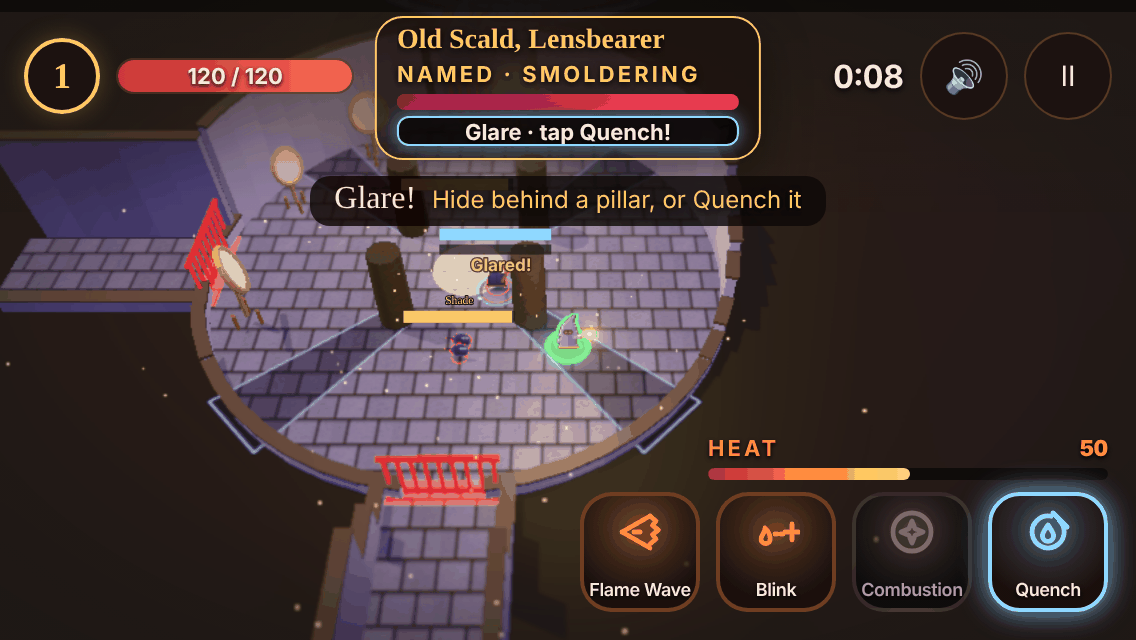 1
120 / 120
Old Scald, Lensbearer
NAMED · SMOLDERING
Glare · tap Quench!
0:08
Glare! Hide behind a pillar, or Quench it
Glared!
Shade
HEAT 50
Flame Wave
Blink
Combustion
Quench